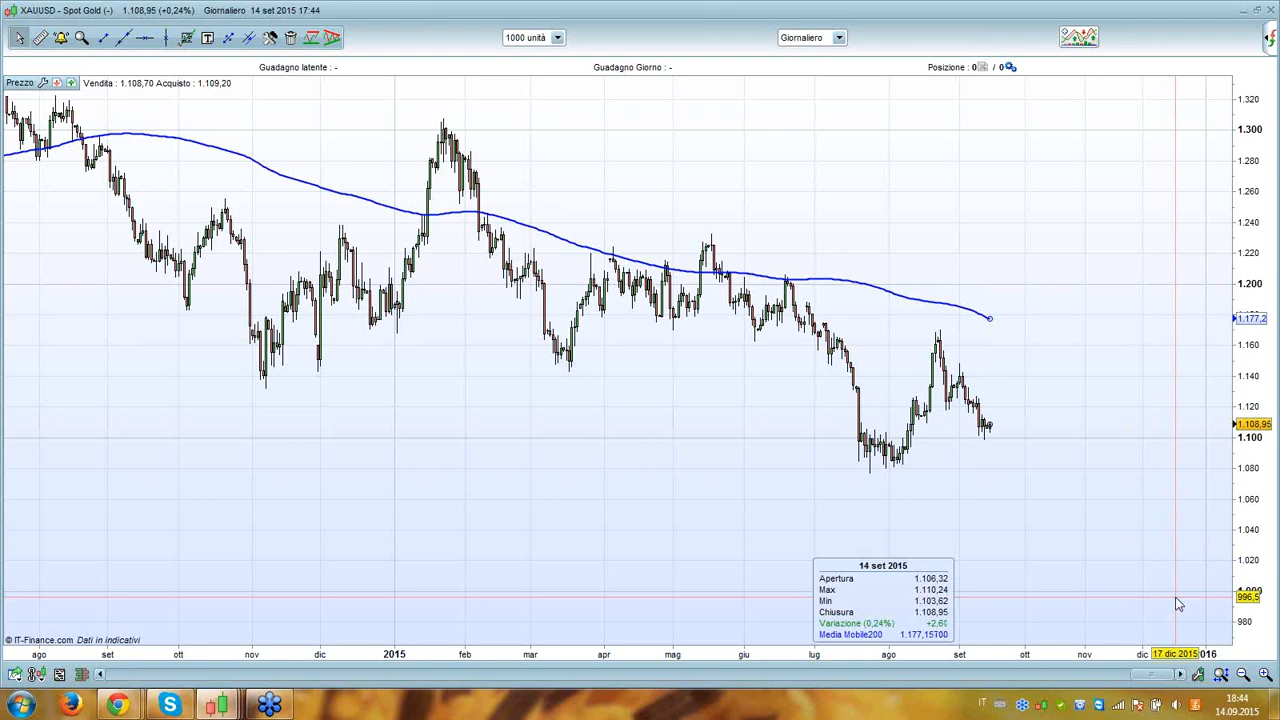 XAUUSD - Spot Gold (-) 1.108,95 (+0,24%) Giornaliero 14 set 2015 17:44
1000 unità Giornaliero
Guadagno latente : - Guadagno Giorno : - Posizione : 0 / 0
Prezzo Vendita : 1.108,70 Acquisto : 1.109,20
1.320
1.300
1.280
1.260
1.240
1.220
1.200
1.177,2
1.160
1.140
1.120
1.108,95
1.100
1.080
1.060
1.040
1.020
1.000
996,5
980
14 set 2015
Apertura 1.106,32
Max 1.110,24
Min 1.103,62
Chiusura 1.108,95
Variazione (0,24%) +2,6
Media Mobile200 1.177,15700
© IT-Finance.com Dati in indicativi
ago set ott nov dic 2015 feb mar apr mag giu lug ago set ott nov dic 17 dic 2015 016
IT 18:44
14.09.2015